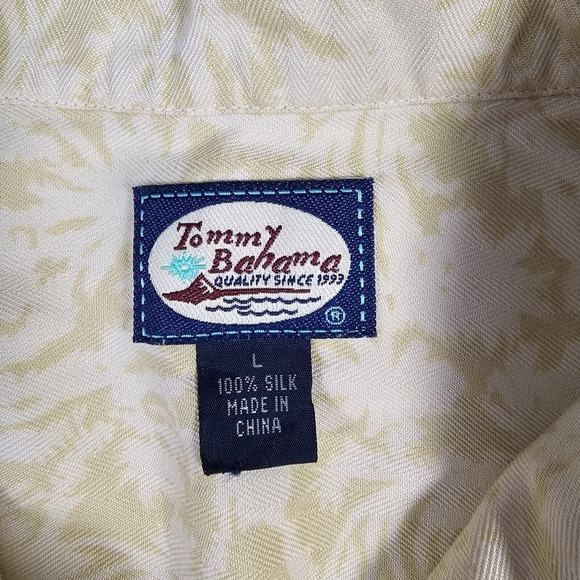 Tommy
Bahama
QUALITY SINCE 1993
®
L
100% SILK
MADE IN
CHINA